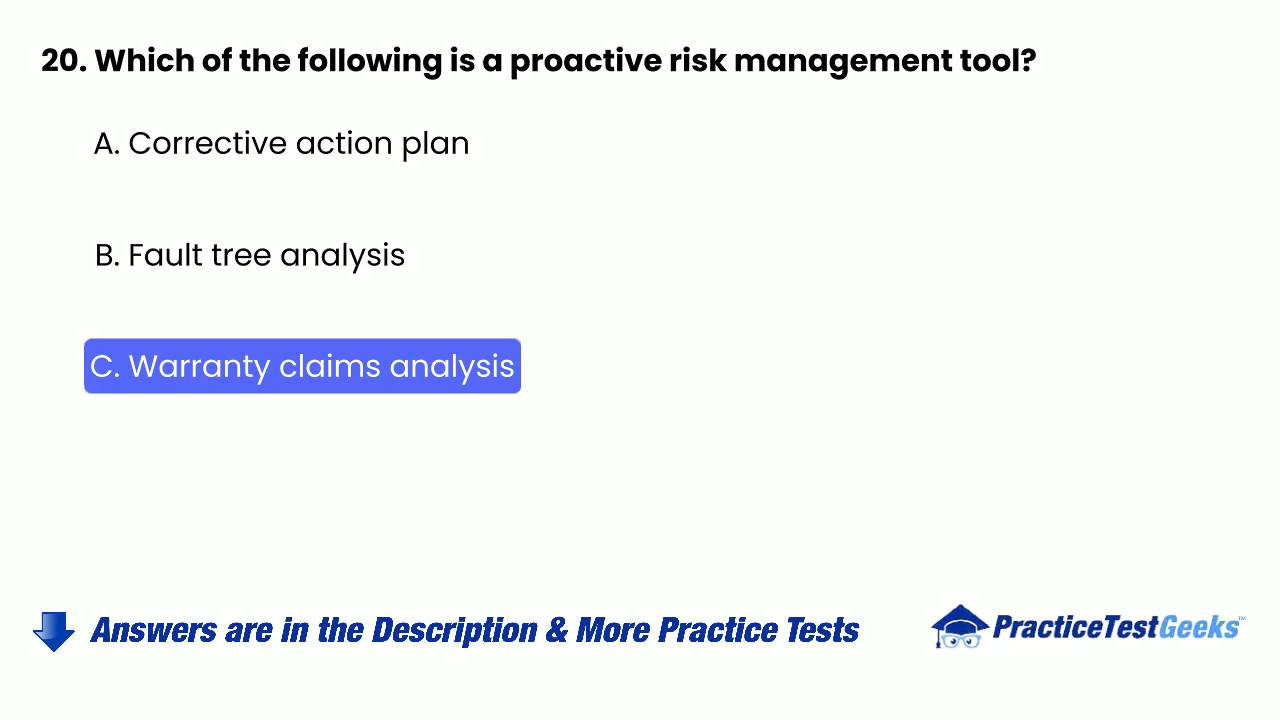 20. Which of the following is a proactive risk management tool?
A. Corrective action plan
B. Fault tree analysis
C. Warranty claims analysis
Answers are in the Description & More Practice Tests
PracticeTestGeeks™